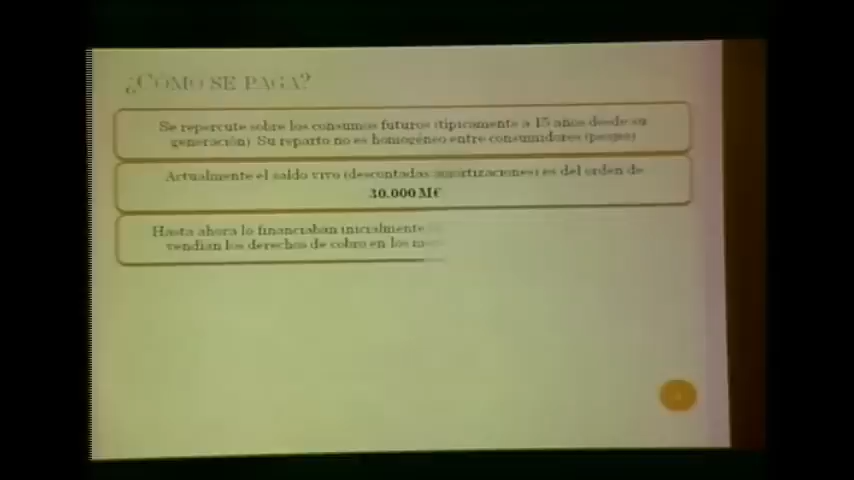 ¿CÓMO SE PAGA?
Se repercute sobre los consumos futuros (típicamente a 15 años desde su
generación). Su reparto no es homogéneo entre consumidores (peajes)
Actualmente el saldo vivo (descontadas amortizaciones) es del orden de
30.000 M€
Hasta ahora lo financiaban inicialmente
vendían los derechos de cobro en los